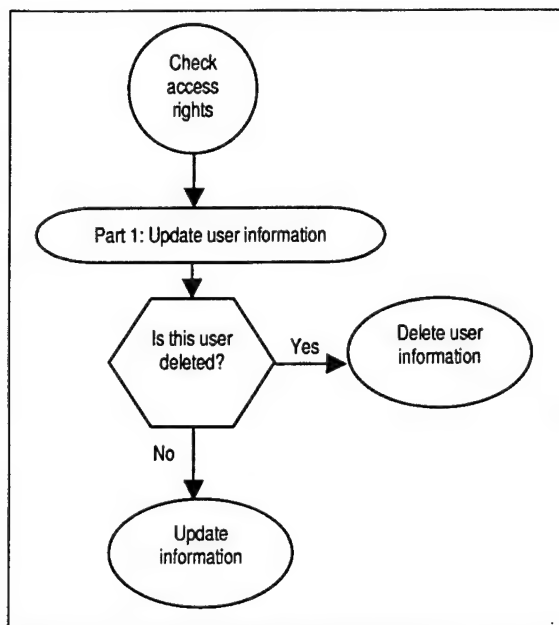 Check
access
rights
Part 1: Update user information
Is this user
deleted?
Yes
Delete user
information
No
Update
information